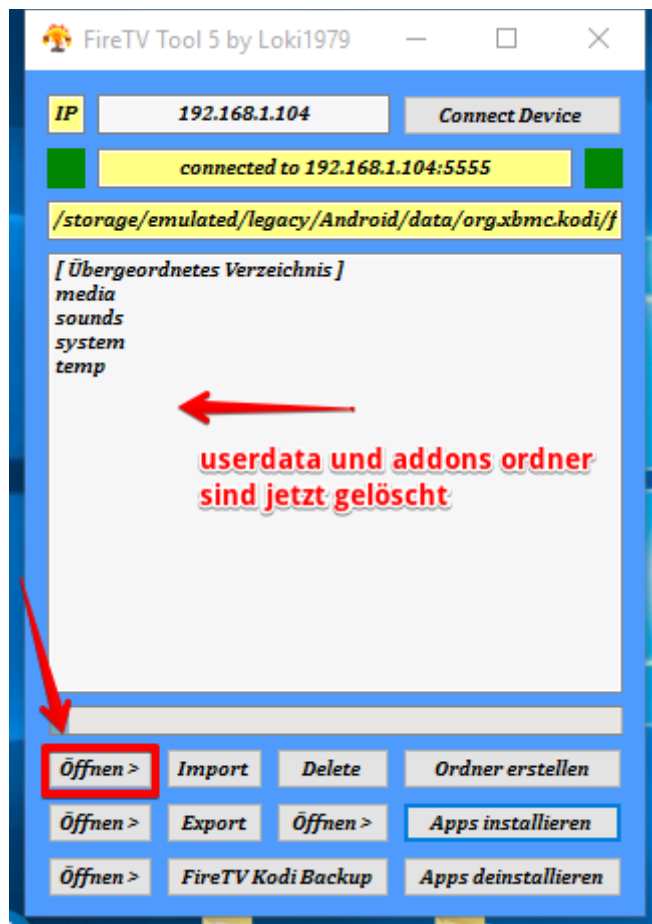 FireTV Tool 5 by Loki1979
IP 192.168.1.104 Connect Device
connected to 192.168.1.104:5555
/storage/emulated/legacy/Android/data/org.xbmc.kodi/f
[ Übergeordnetes Verzeichnis ]
media
sounds
system
temp
userdata und addons ordner
sind jetzt gelöscht
Öffnen > Import Delete Ordner erstellen
Öffnen > Export Öffnen > Apps installieren
Öffnen > FireTV Kodi Backup Apps deinstallieren